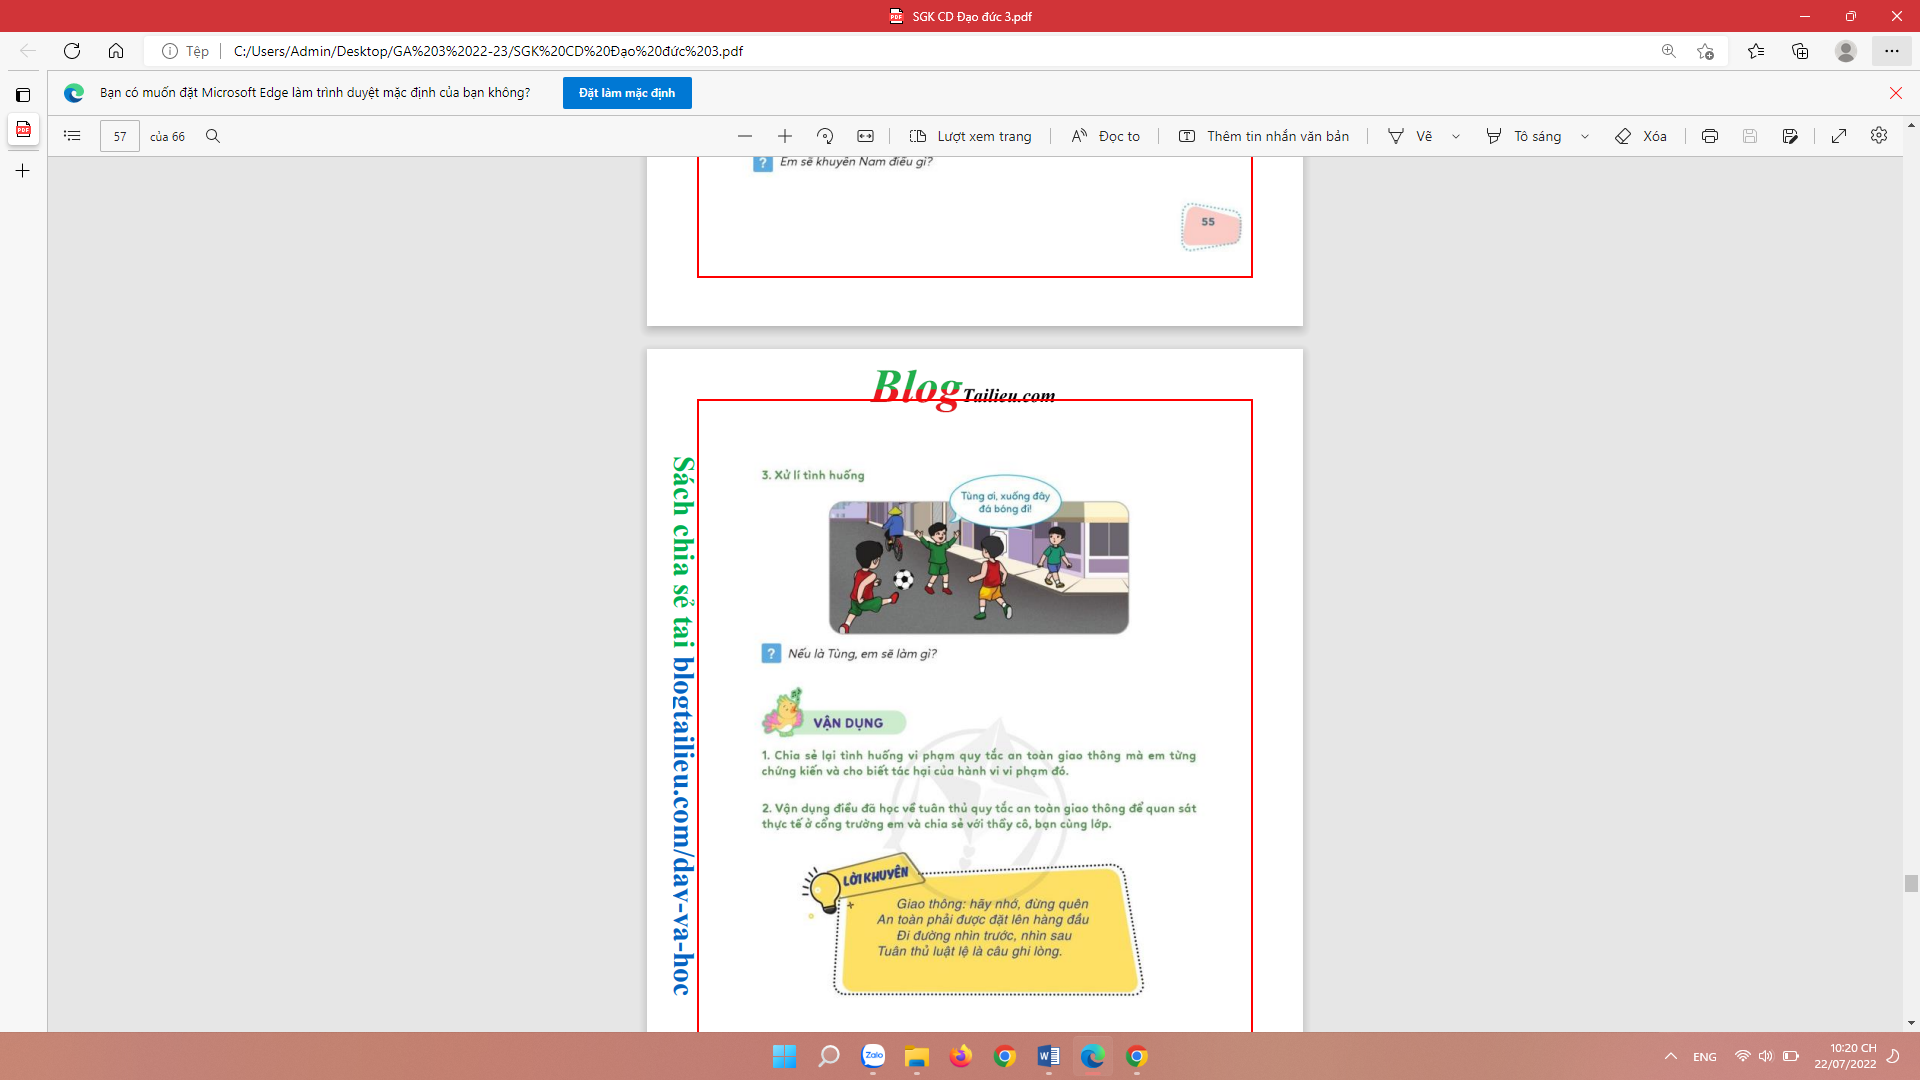 SGK CD Đạo đức 3.pdf
Tệp
C:/Users/Admin/Desktop/GA%203%2022-23/SGK%20CD%20Đạo%20đức%203.pdf
Bạn có muốn đặt Microsoft Edge làm trình duyệt mặc định của bạn không?
Đặt làm mặc định
57 của 66
Lượt xem trang
Đọc to
Thêm tin nhắn văn bản
Vẽ
Tô sáng
Xóa
? Em sẽ khuyên Nam điều gì?
55
Blog Tailieu.com
Sách chia sẻ tại blogtailieu.com/day-va-hoc
3. Xử lí tình huống
Tùng ơi, xuống đây
đá bóng đi!
? Nếu là Tùng, em sẽ làm gì?
VẬN DỤNG
1. Chia sẻ lại tình huống vi phạm quy tắc an toàn giao thông mà em từng
chứng kiến và cho biết tác hại của hành vi vi phạm đó.
2. Vận dụng điều đã học về tuân thủ quy tắc an toàn giao thông để quan sát
thực tế ở cổng trường em và chia sẻ với thầy cô, bạn cùng lớp.
LỜI KHUYÊN
Giao thông: hãy nhớ, đừng quên
An toàn phải được đặt lên hàng đầu
Đi đường nhìn trước, nhìn sau
Tuân thủ luật lệ là câu ghi lòng.
Zalo
ENG
10:20 CH
22/07/2022